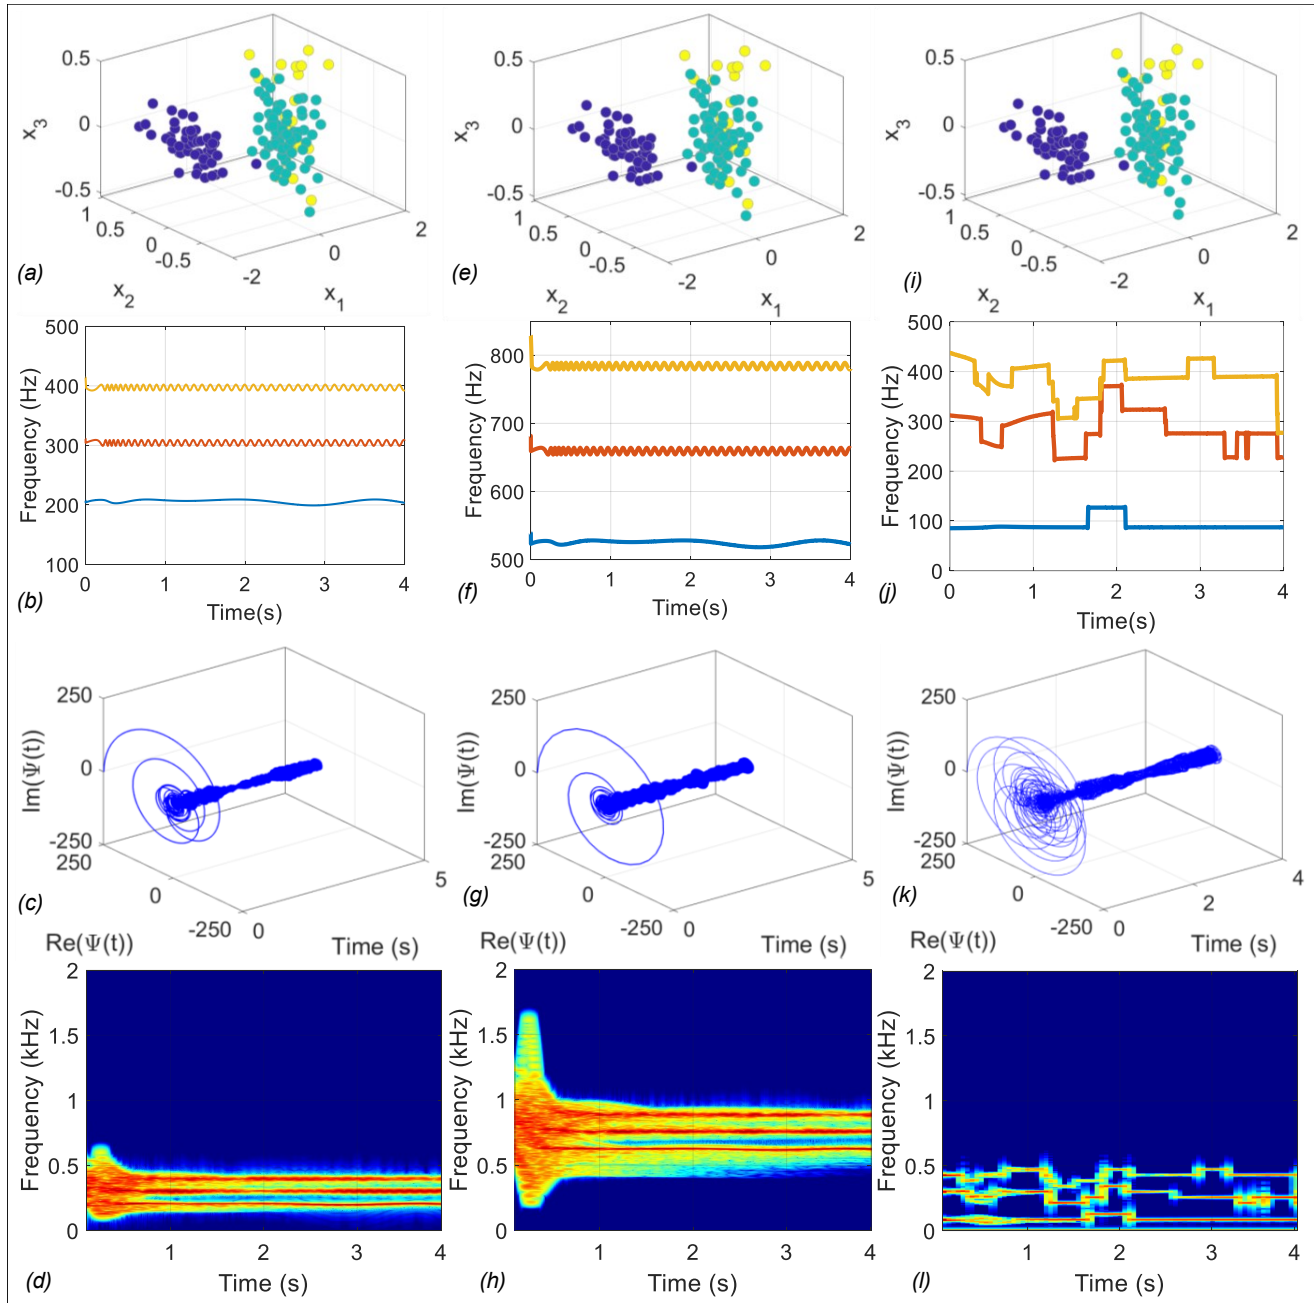 0.5
0
-0.5
x3
1
0.5
0
-0.5
-2
0
2
x2
x1
(a)
0.5
0
-0.5
x3
1
0.5
0
-0.5
-2
0
2
x2
x1
(e)
0.5
0
-0.5
x3
1
0.5
0
-0.5
-2
0
2
x2
x1
(i)
500
400
300
200
100
Frequency (Hz)
0 1 2 3 4
Time(s)
(b)
800
700
600
500
Frequency (Hz)
0 1 2 3 4
Time(s)
(f)
500
400
300
200
100
0
Frequency (Hz)
0 1 2 3 4
Time(s)
(j)
250
0
-250
Im(Ψ(t))
250
0
-250
0
5
Re(Ψ(t))
Time (s)
(c)
250
0
-250
Im(Ψ(t))
250
0
-250
0
5
Re(Ψ(t))
Time (s)
(g)
250
0
-250
Im(Ψ(t))
250
0
-250
0
2
4
Re(Ψ(t))
Time (s)
(k)
2
1.5
1
0.5
0
Frequency (kHz)
1 2 3 4
Time (s)
(d)
2
1.5
1
0.5
0
Frequency (kHz)
1 2 3 4
Time (s)
(h)
2
1.5
1
0.5
0
Frequency (kHz)
1 2 3 4
Time (s)
(l)